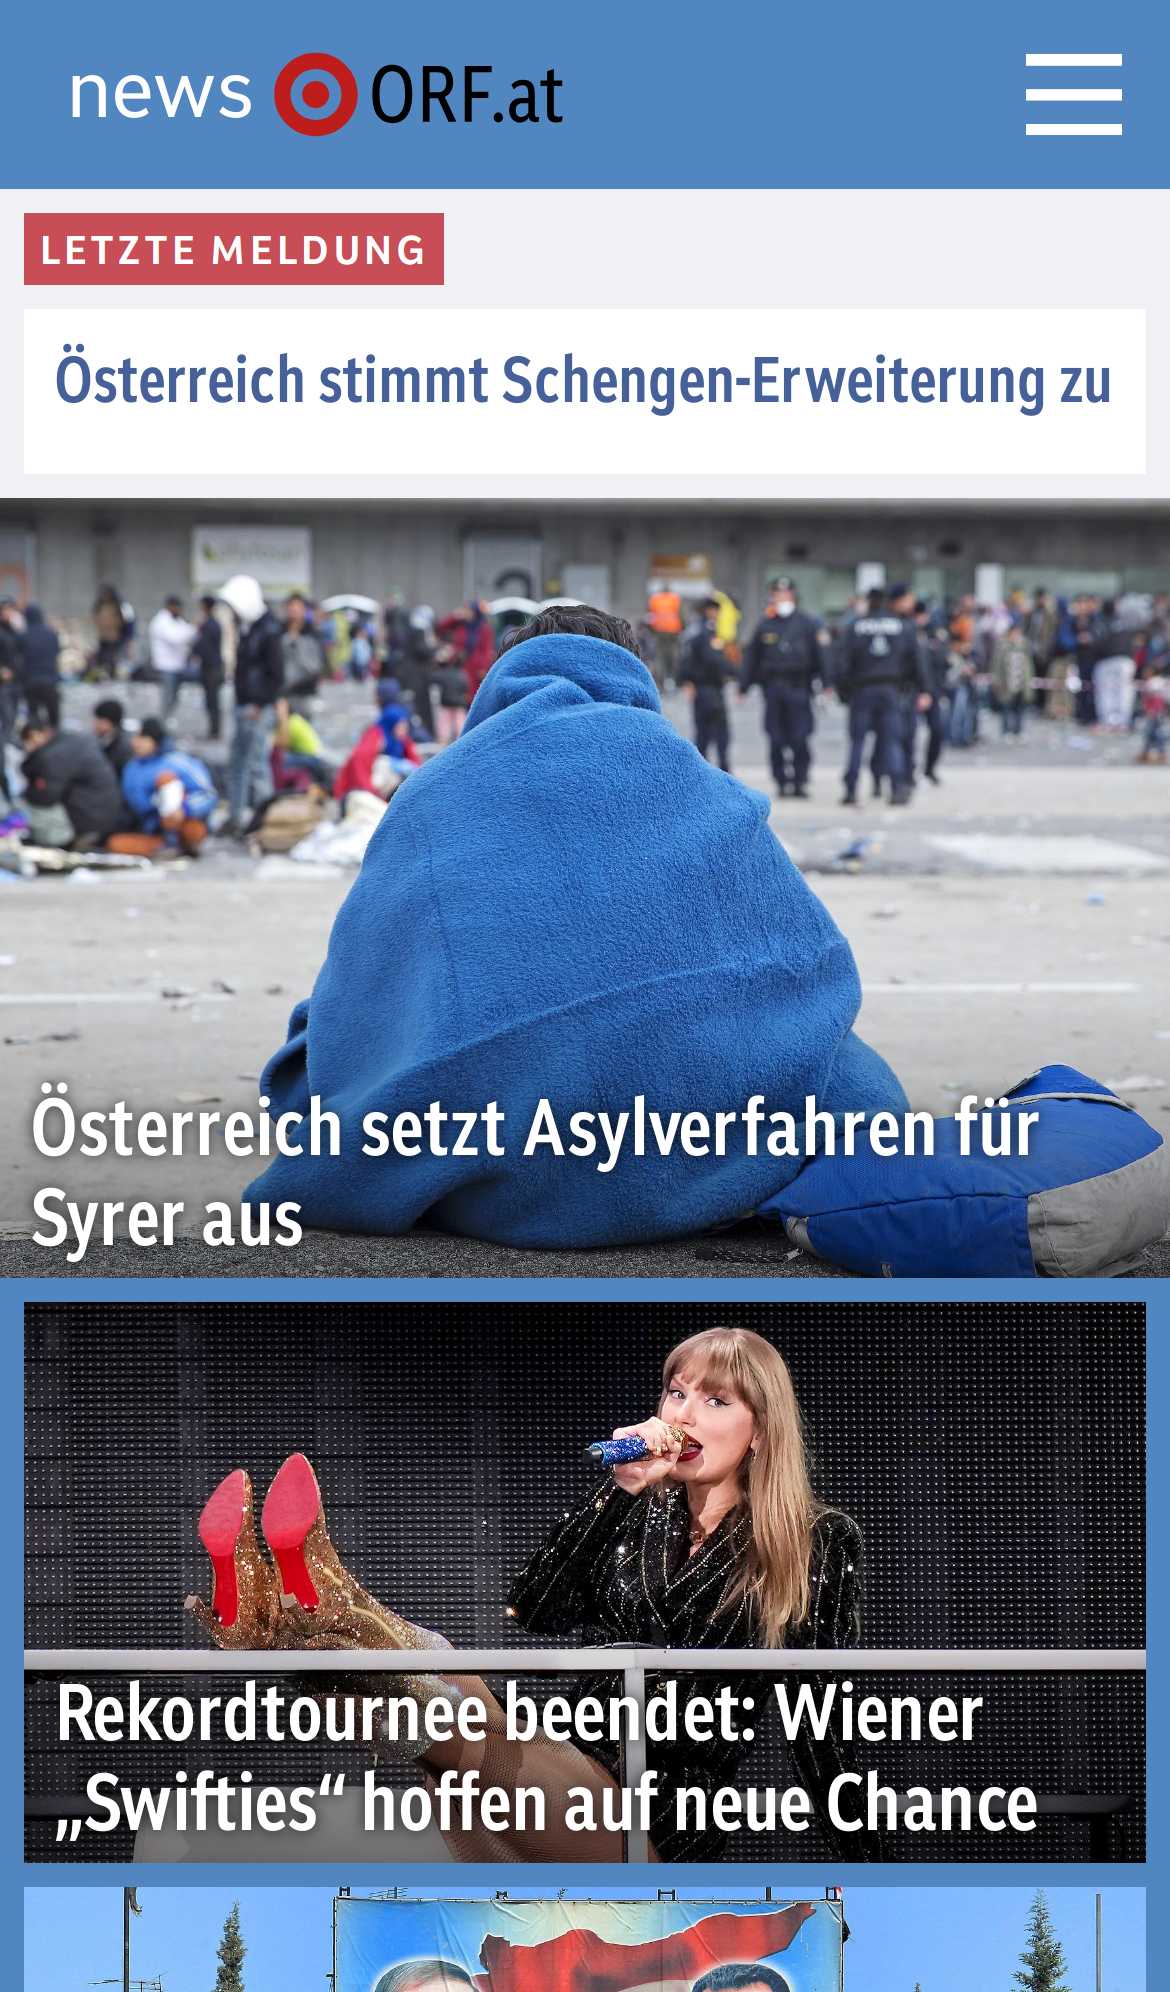 news ORF.at
LETZTE MELDUNG
Österreich stimmt Schengen-Erweiterung zu
Österreich setzt Asylverfahren für
Syrer aus
Rekordtournee beendet: Wiener
„Swifties“ hoffen auf neue Chance